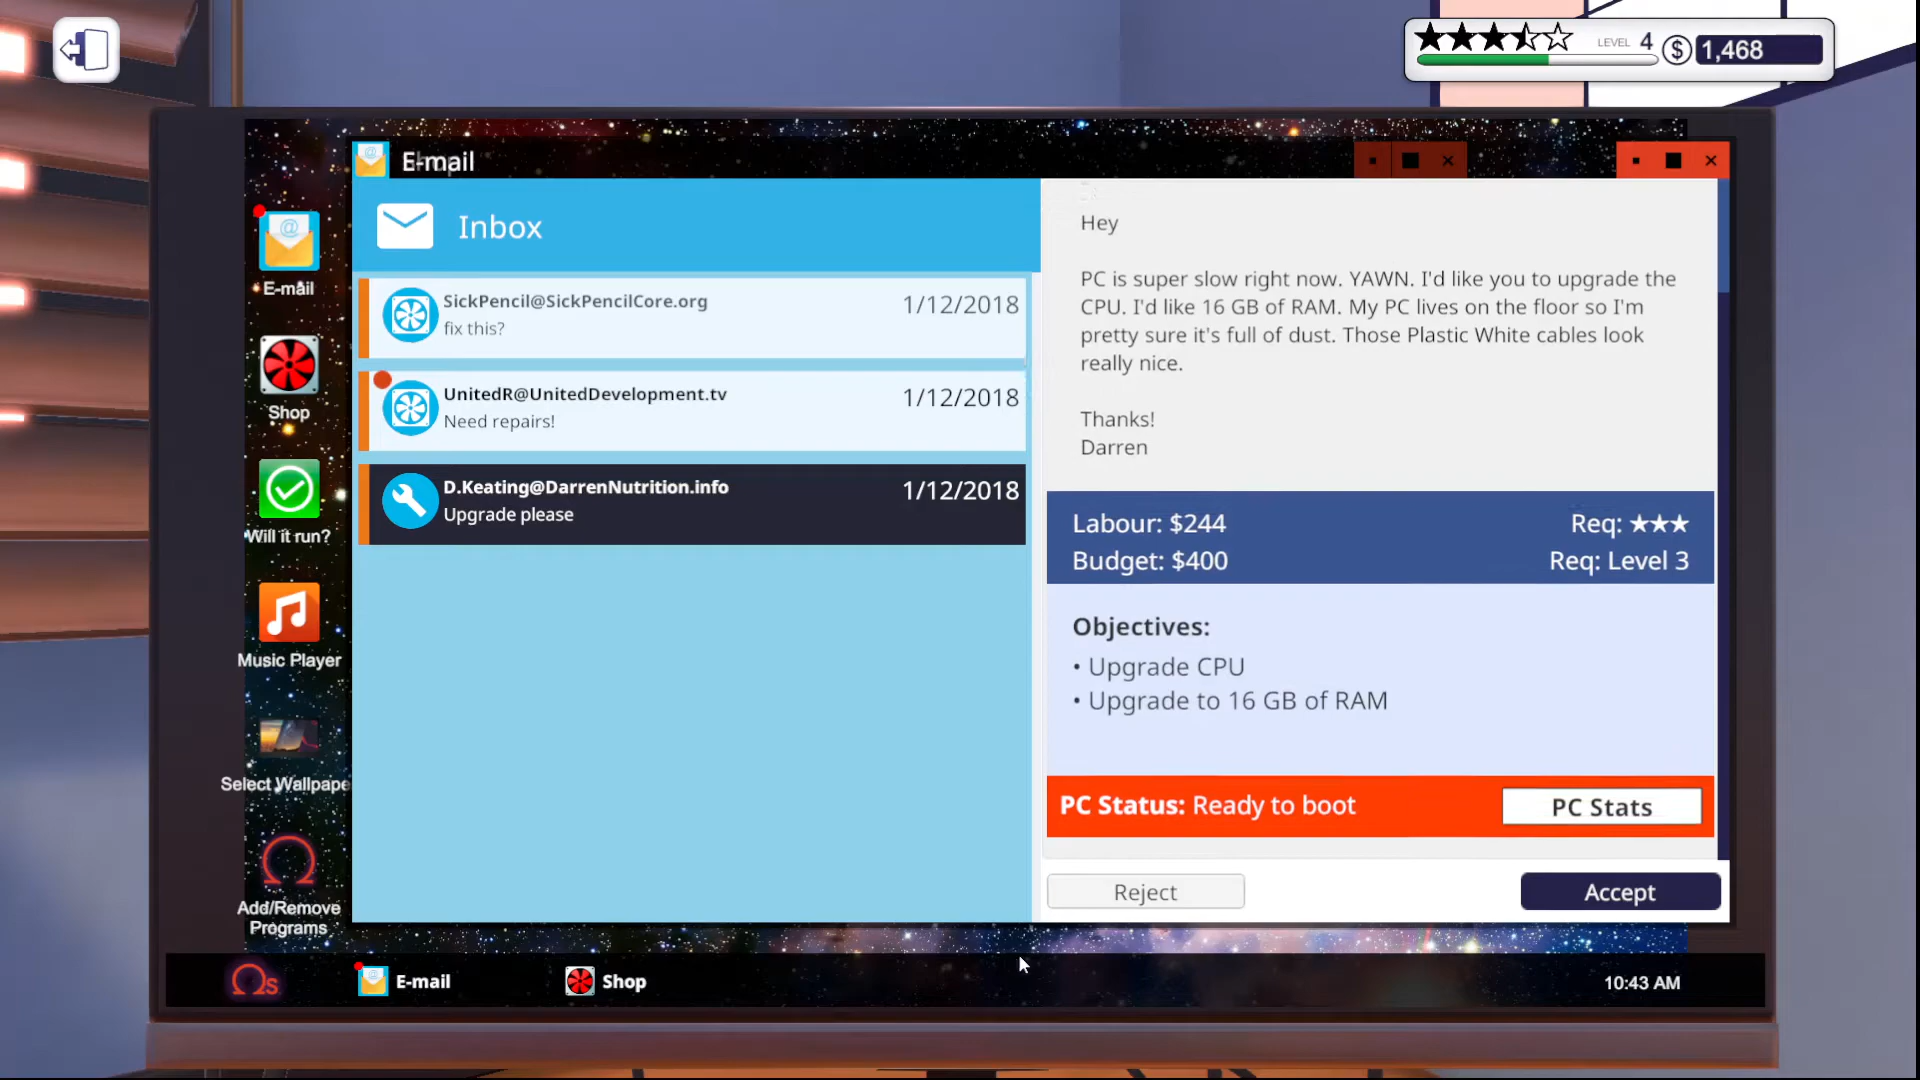 LEVEL 4
$ 1,468
E-mail
Inbox
SickPencil@SickPencilCore.org
1/12/2018
fix this?
UnitedR@UnitedDevelopment.tv
1/12/2018
Need repairs!
D.Keating@DarrenNutrition.info
1/12/2018
Upgrade please
Hey
PC is super slow right now. YAWN. I'd like you to upgrade the
CPU. I'd like 16 GB of RAM. My PC lives on the floor so I'm
pretty sure it's full of dust. Those Plastic White cables look
really nice.
Thanks!
Darren
Labour: $244
Req: ★★★
Budget: $400
Req: Level 3
Objectives:
• Upgrade CPU
• Upgrade to 16 GB of RAM
PC Status: Ready to boot
PC Stats
Reject
Accept
E-mail
Shop
Will it run?
Music Player
Select Wallpape
Add/Remove
Programs
Ωs
E-mail
Shop
10:43 AM